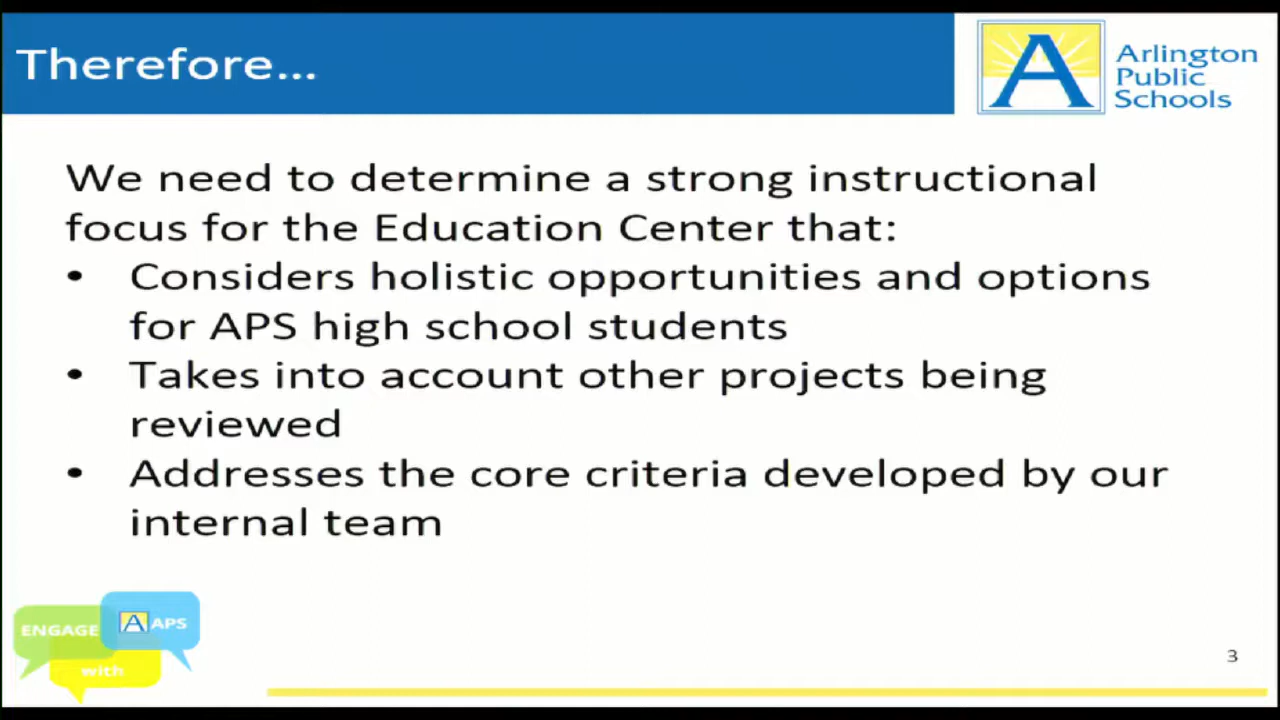 Therefore...
A
Arlington
Public
Schools
We need to determine a strong instructional
focus for the Education Center that:
• Considers holistic opportunities and options
for APS high school students
• Takes into account other projects being
reviewed
• Addresses the core criteria developed by our
internal team
ENGAGE
A APS
with
3